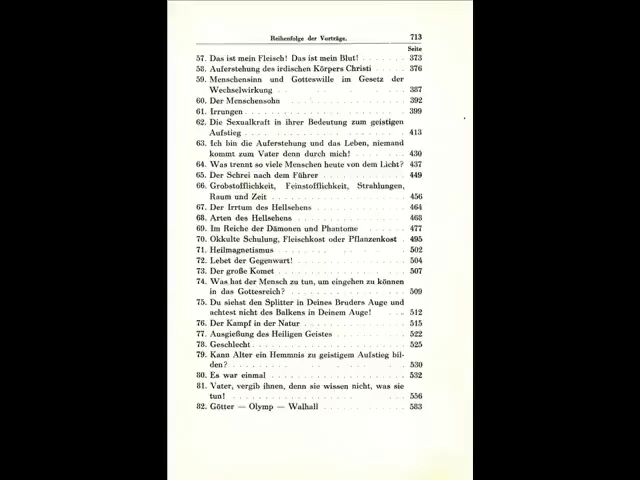 Reihenfolge der Vorträge. 713
Seite
57. Das ist mein Fleisch! Das ist mein Blut! . . . . . . 373
58. Auferstehung des irdischen Körpers Christi . . . . . 376
59. Menschensinn und Gotteswille im Gesetz der
Wechselwirkung . . . . . . . . . . . . 387
60. Der Menschensohn . . . . . . . . . . . . 392
61. Irrungen . . . . . . . . . . . . 399
62. Die Sexualkraft in ihrer Bedeutung zum geistigen
Aufstieg . . . . . . . . . . . . 413
63. Ich bin die Auferstehung und das Leben, niemand
kommt zum Vater denn durch mich! . . . . . . 430
64. Was trennt so viele Menschen heute von dem Licht? 437
65. Der Schrei nach dem Führer . . . . . . . . 449
66. Grobstofflichkeit, Feinstofflichkeit, Strahlungen,
Raum und Zeit . . . . . . . . . . . . 456
67. Der Irrtum des Hellsehens . . . . . . . . 464
68. Arten des Hellsehens . . . . . . . . . . 468
69. Im Reiche der Dämonen und Phantome . . . . . 477
70. Okkulte Schulung, Fleischkost oder Pflanzenkost . 495
71. Heilmagnetismus . . . . . . . . . . . . 502
72. Lebet der Gegenwart! . . . . . . . . . . 504
73. Der große Komet . . . . . . . . . . . . 507
74. Was hat der Mensch zu tun, um eingehen zu können
in das Gottesreich? . . . . . . . . . . . . 509
75. Du siehst den Splitter in Deines Bruders Auge und
achtest nicht des Balkens in Deinem Auge! . . . 512
76. Der Kampf in der Natur . . . . . . . . . . 515
77. Ausgießung des Heiligen Geistes . . . . . . . . 522
78. Geschlecht . . . . . . . . . . . . 525
79. Kann Alter ein Hemmnis zu geistigem Aufstieg bil-
den? . . . . . . . . . . . . 530
80. Es war einmal . . . . . . . . . . . . 532
81. Vater, vergib ihnen, denn sie wissen nicht, was sie
tun! . . . . . . . . . . . . 556
82. Götter — Olymp — Walhall . . . . . . . . 583